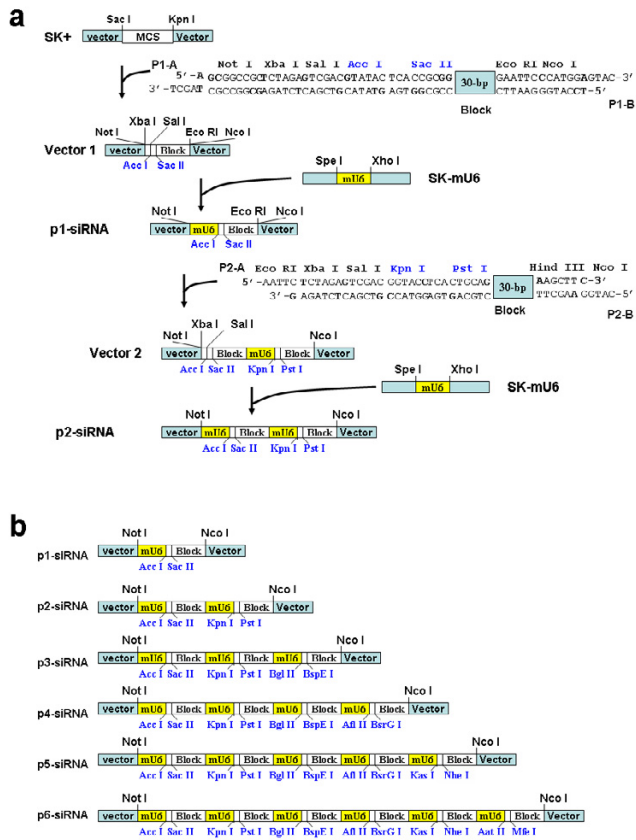 a
Sac I Kpn I
SK+ vector MCS Vector
P1-A Not I Xba I Sal I Acc I Sac II Eco RI Nco I
5'-A GCGGCCGCTCTAGAGTCGACGTATACTCACCGCGG 30-bp GAATTCCCATGGAGTAC-3'
3'-TCGAT CGCCGGCGAGATCTCAGCTGCATATGAGTGGCGCC CTTAAGGGTACCT-5'
Block P1-B
Xba I Sal I
Not I Eco RI Nco I
Vector 1 vector Block Vector
Acc I Sac II
Spe I Xho I
mU6 SK-mU6
Not I Eco RI Nco I
p1-siRNA vector mU6 Block Vector
Acc I Sac II
P2-A Eco RI Xba I Sal I Kpn I Pst I Hind III Nco I
5'-AATTC TCTAGAGTCGAC GGTACCTCACTGCAG 30-bp AAGCTT C-3'
3'-G AGATCTCAGCTG CCATGGAGTGACGTC TTCGAA GGTAC-5'
Block P2-B
Xba I Sal I
Not I Nco I
Vector 2 vector Block mU6 Block Vector
Acc I Sac II Kpn I Pst I
Spe I Xho I
mU6 SK-mU6
Not I Nco I
p2-siRNA vector mU6 Block mU6 Block Vector
Acc I Sac II Kpn I Pst I
b
Not I Nco I
p1-siRNA vector mU6 Block Vector
Acc I Sac II
Not I Nco I
p2-siRNA vector mU6 Block mU6 Block Vector
Acc I Sac II Kpn I Pst I
Not I Nco I
p3-siRNA vector mU6 Block mU6 Block mU6 Block Vector
Acc I Sac II Kpn I Pst I Bgl II BspE I
Not I Nco I
p4-siRNA vector mU6 Block mU6 Block mU6 Block mU6 Block Vector
Acc I Sac II Kpn I Pst I Bgl II BspE I Afl II BsrG I
Not I Nco I
p5-siRNA vector mU6 Block mU6 Block mU6 Block mU6 Block mU6 Block Vector
Acc I Sac II Kpn I Pst I Bgl II BspE I Afl II BsrG I Kas I Nhe I
Not I Nco I
p6-siRNA vector mU6 Block mU6 Block mU6 Block mU6 Block mU6 Block mU6 Block Vector
Acc I Sac II Kpn I Pst I Bgl II BspE I Afl II BsrG I Kas I Nhe I Aat II Mfe I